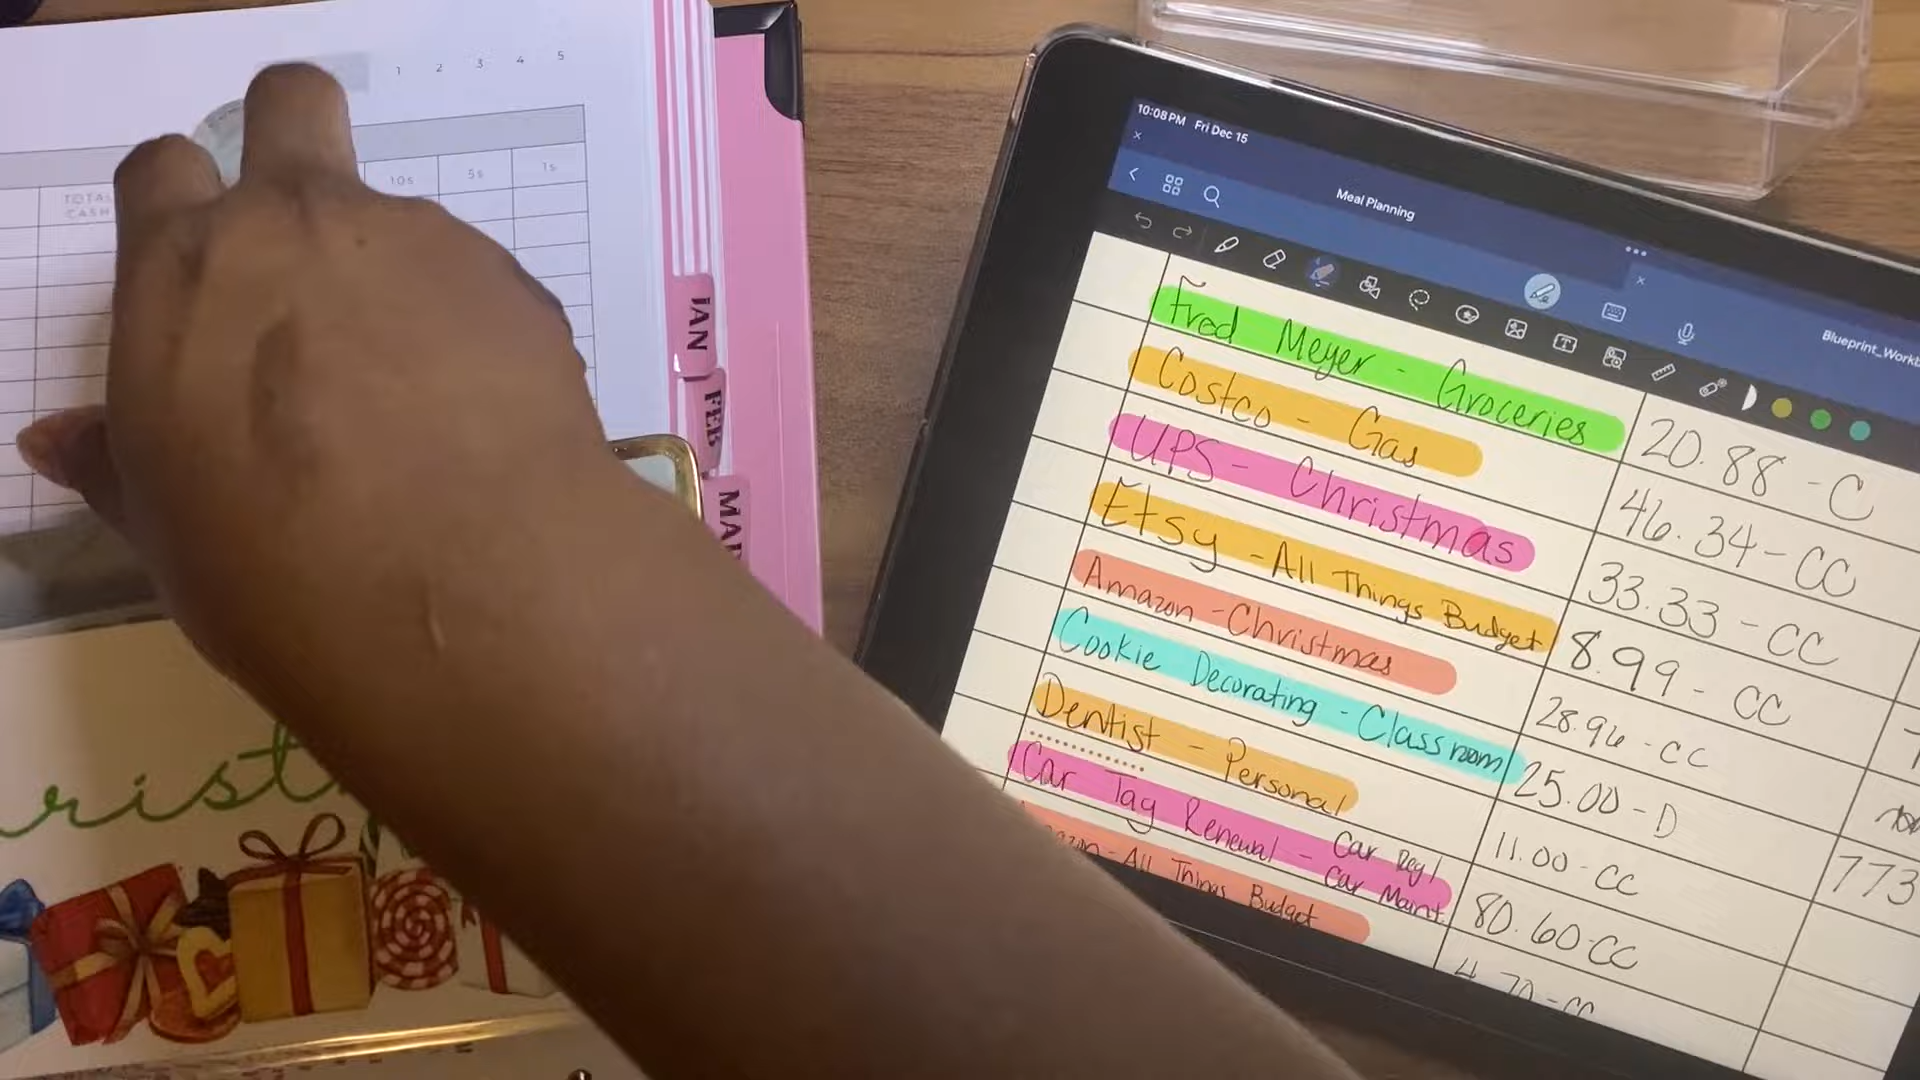 1 2 3 4 5
TOTAL CASH
10s 5s 1s
JAN
FEB
MAR
10:08 PM Fri Dec 15
Meal Planning
Fred Meyer - Groceries 20.88 - C
Costco - Gas 46.34 - CC
UPS - Christmas 33.33 - CC
Etsy - All Things Budget 8.99 - CC
Amazon - Christmas 28.96 - CC
Cookie Decorating - Classroom 25.00 - D
Dentist - Personal 11.00 - CC
773
Car Tag Renewal - Car Reg/
Car Maint. 80.60 - CC
All Things Budget 4.70 - CC